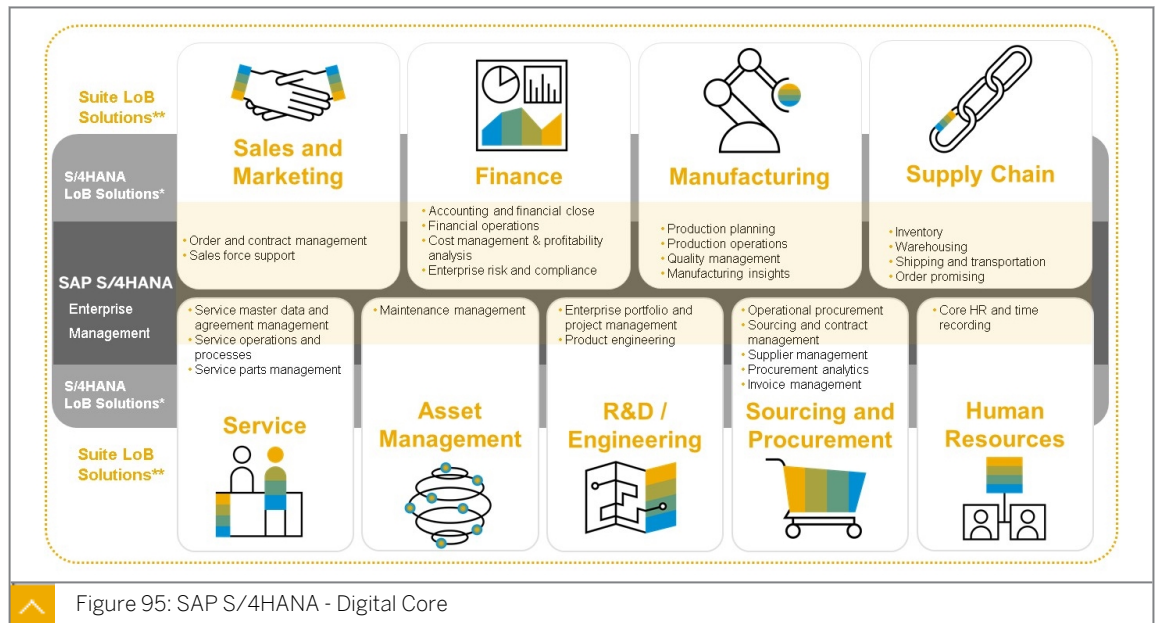 Suite LoB
Solutions**
S/4HANA
LoB Solutions*
SAP S/4HANA
Enterprise
Management
S/4HANA
LoB Solutions*
Suite LoB
Solutions**
Sales and
Marketing
• Order and contract management
• Sales force support
Finance
• Accounting and financial close
• Financial operations
• Cost management & profitability
analysis
• Enterprise risk and compliance
Manufacturing
• Production planning
• Production operations
• Quality management
• Manufacturing insights
Supply Chain
• Inventory
• Warehousing
• Shipping and transportation
• Order promising
• Service master data and
agreement management
• Service operations and
processes
• Service parts management
Service
• Maintenance management
Asset
Management
• Enterprise portfolio and
project management
• Product engineering
R&D /
Engineering
• Operational procurement
• Sourcing and contract
management
• Supplier management
• Procurement analytics
• Invoice management
Sourcing and
Procurement
• Core HR and time
recording
Human
Resources
Figure 95: SAP S/4HANA - Digital Core